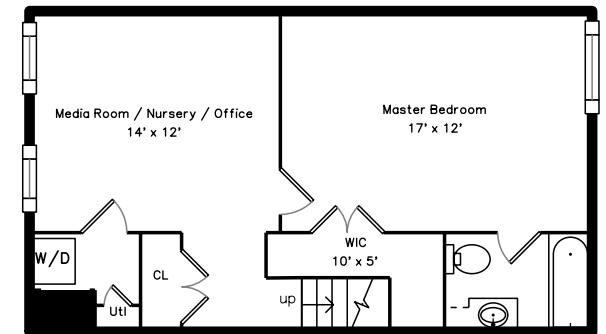 Media Room / Nursery / Office
14' x 12'
Master Bedroom
17' x 12'
WIC
10' x 5'
W/D
CL
up
Utl